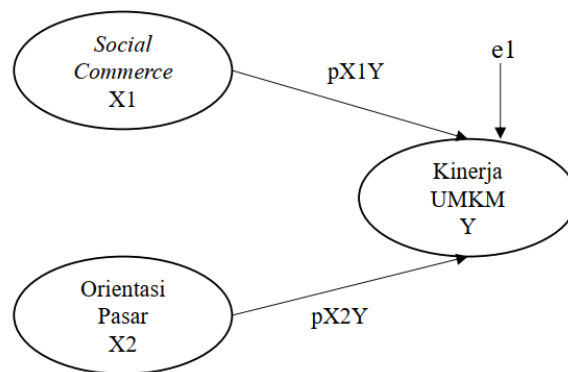 Social
Commerce
X1
pX1Y
e1
Kinerja
UMKM
Y
Orientasi
Pasar
X2
pX2Y